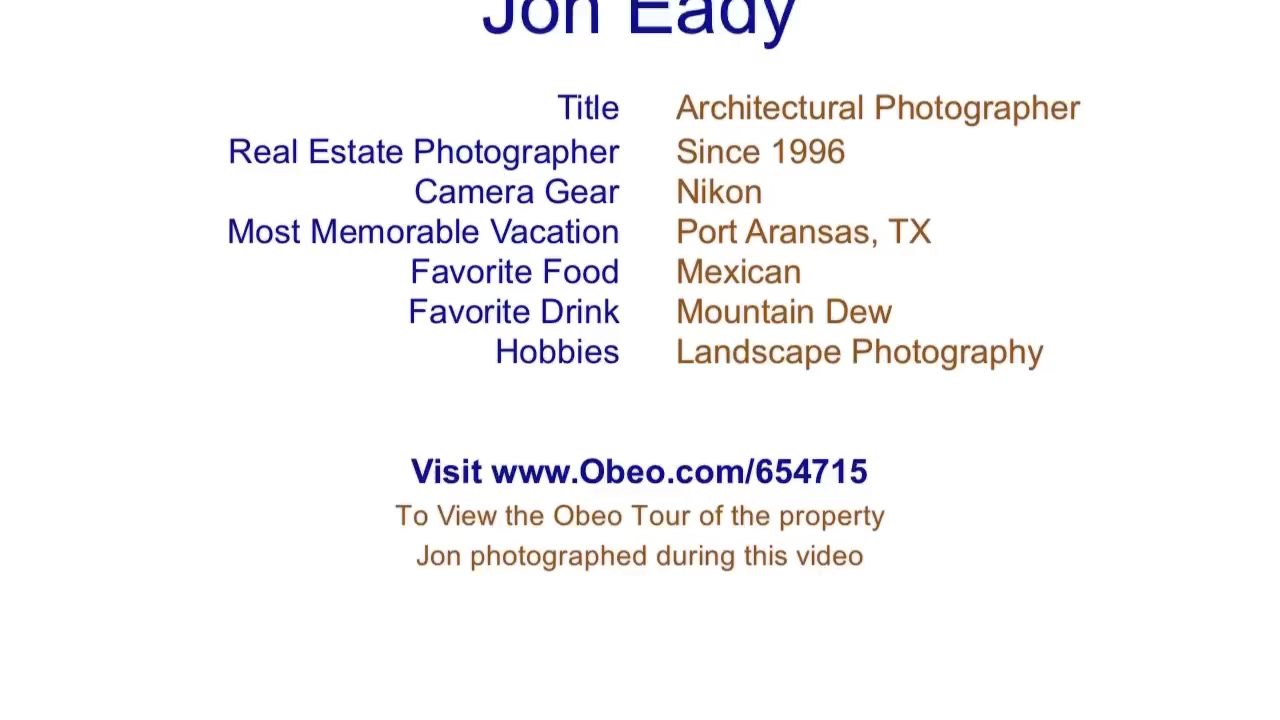 Jon Eady
Title Architectural Photographer
Real Estate Photographer Since 1996
Camera Gear Nikon
Most Memorable Vacation Port Aransas, TX
Favorite Food Mexican
Favorite Drink Mountain Dew
Hobbies Landscape Photography
Visit www.Obeo.com/654715
To View the Obeo Tour of the property
Jon photographed during this video